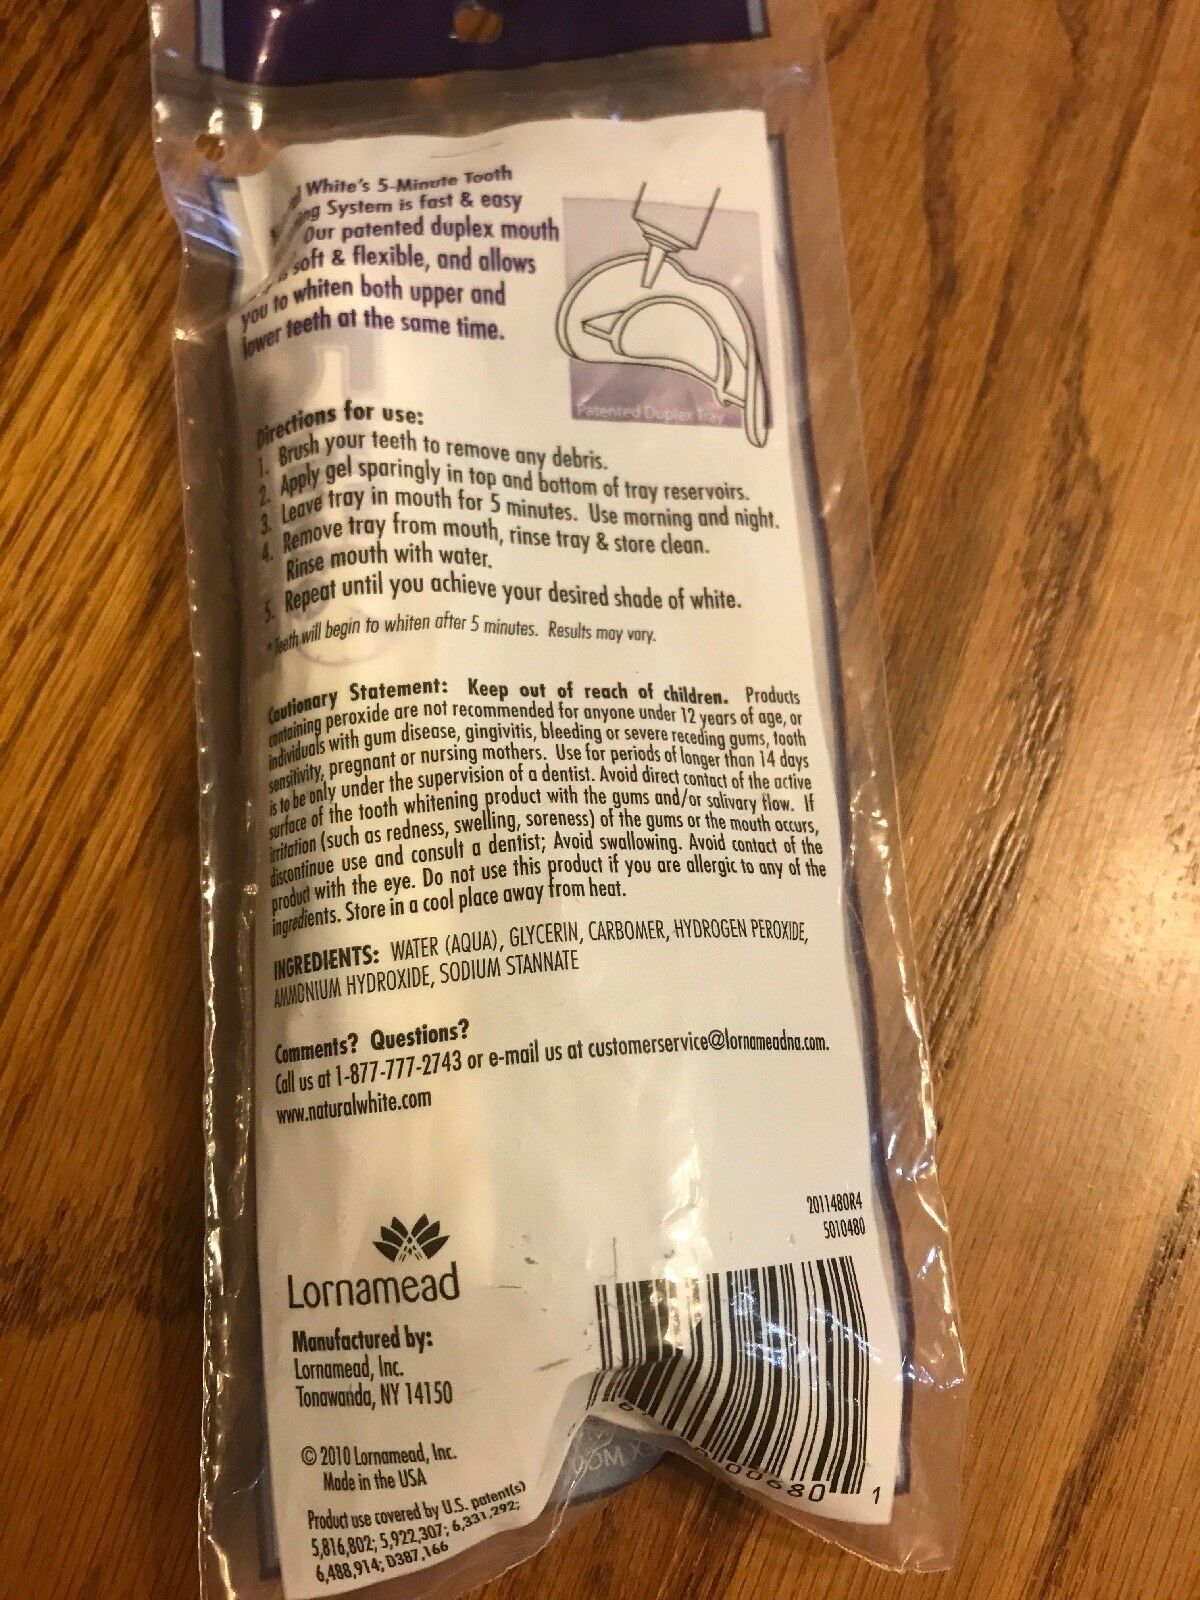 White's 5-Minute Tooth
System is fast & easy
Our patented duplex mouth
soft & flexible, and allows
you to whiten both upper and
lower teeth at the same time.
Patented Duplex Tray
Directions for use:
1. Brush your teeth to remove any debris.
2. Apply gel sparingly in top and bottom of tray reservoirs.
3. Leave tray in mouth for 5 minutes. Use morning and night.
4. Remove tray from mouth, rinse tray & store clean.
Rinse mouth with water.
5. Repeat until you achieve your desired shade of white.
*Teeth will begin to whiten after 5 minutes. Results may vary.
Cautionary Statement: Keep out of reach of children. Products
containing peroxide are not recommended for anyone under 12 years of age, or
individuals with gum disease, gingivitis, bleeding or severe receding gums, tooth
sensitivity, pregnant or nursing mothers. Use for periods of longer than 14 days
is to be only under the supervision of a dentist. Avoid direct contact of the active
surface of the tooth whitening product with the gums and/or salivary flow. If
irritation (such as redness, swelling, soreness) of the gums or the mouth occurs,
discontinue use and consult a dentist; Avoid swallowing. Avoid contact of the
product with the eye. Do not use this product if you are allergic to any of the
ingredients. Store in a cool place away from heat.
INGREDIENTS: WATER (AQUA), GLYCERIN, CARBOMER, HYDROGEN PEROXIDE,
AMMONIUM HYDROXIDE, SODIUM STANNATE
Comments? Questions?
Call us at 1-877-777-2743 or e-mail us at customerservice@lornameadna.com.
www.naturalwhite.com
2011480R4
5010480
Lornamead
Manufactured by:
Lornamead, Inc.
Tonawanda, NY 14150
© 2010 Lornamead, Inc.
Made in the USA
Product use covered by U.S. patent(s)
5,816,802; 5,922,307; 6,331,292;
6,488,914; D387,166
00680 1